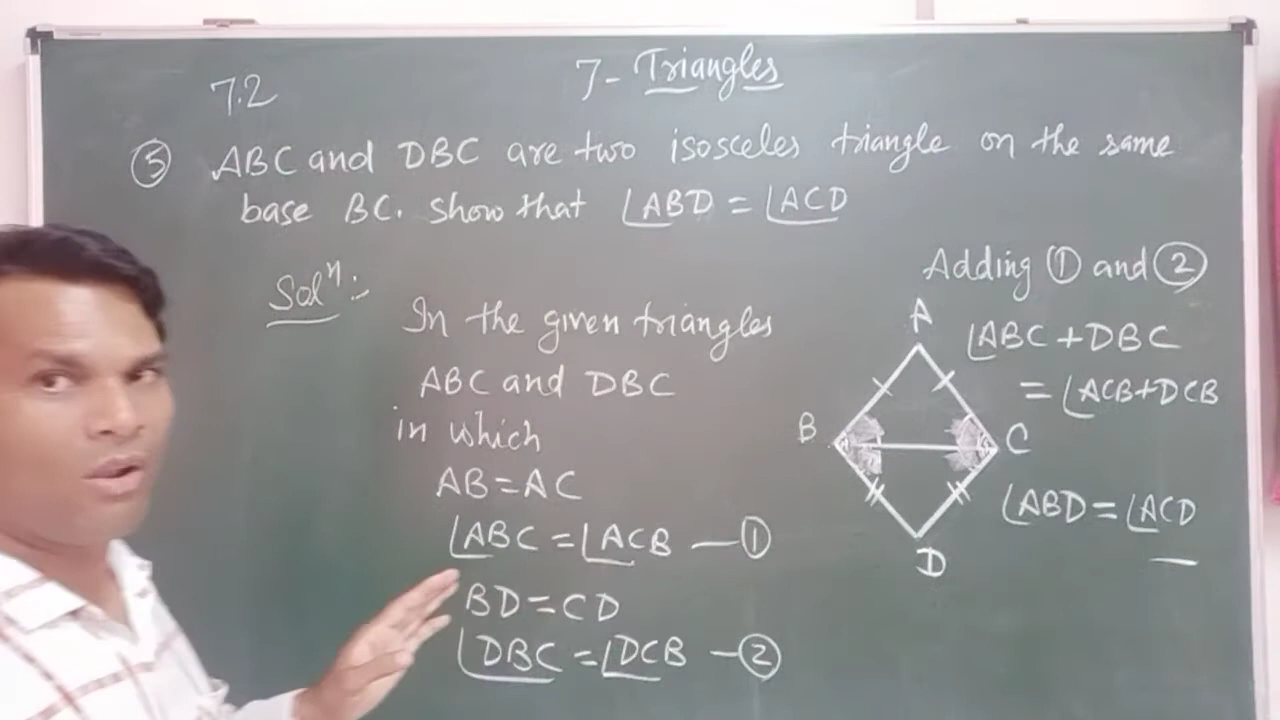 7.2
7- Triangles
⑤ ABC and DBC are two isosceles triangle on the same
base BC. show that ∠ABD = ∠ACD
Solⁿ:-
In the given triangles
ABC and DBC
in which
AB=AC
∠ABC = ∠ACB —①
BD=CD
∠DBC = ∠DCB —②
Adding ① and ②
∠ABC + DBC
= ∠ACB+DCB
∠ABD = ∠ACD
A
B
C
D